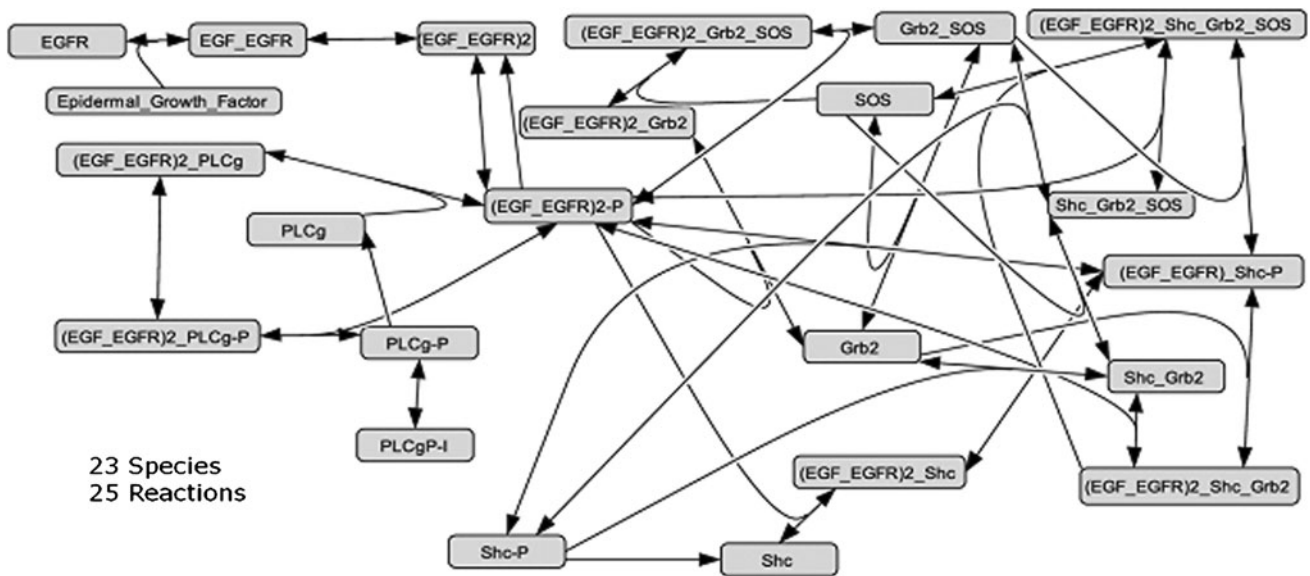 EGFR
EGF_EGFR
(EGF_EGFR)2
(EGF_EGFR)2_Grb2_SOS
Grb2_SOS
(EGF_EGFR)2_Shc_Grb2_SOS
Epidermal_Growth_Factor
SOS
(EGF_EGFR)2_Grb2
(EGF_EGFR)2_PLCg
(EGF_EGFR)2-P
Shc_Grb2_SOS
PLCg
(EGF_EGFR)_Shc-P
(EGF_EGFR)2_PLCg-P
PLCg-P
Grb2
Shc_Grb2
PLCgP-I
23 Species
25 Reactions
(EGF_EGFR)2_Shc
(EGF_EGFR)2_Shc_Grb2
Shc-P
Shc